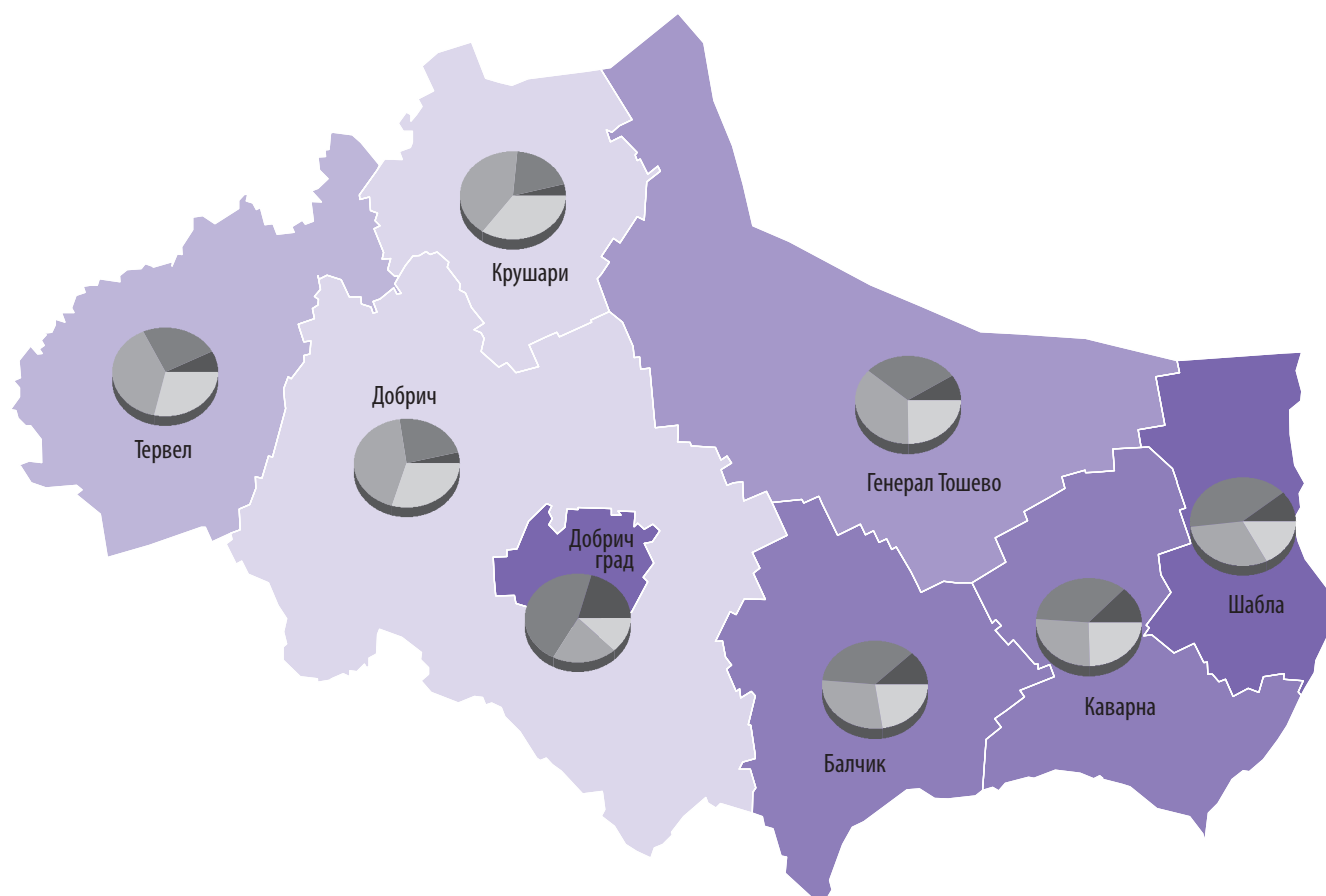 Крушари
Добрич
Тервел
Генерал Тошево
Добрич
град
Шабла
Каварна
Балчик